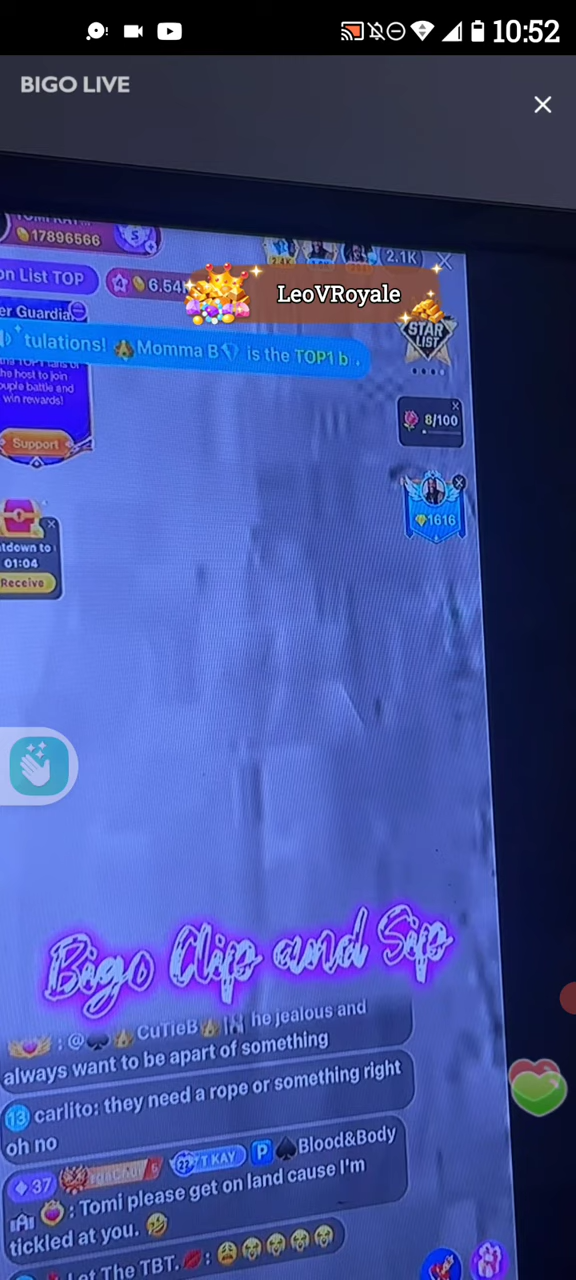 10:52
BIGO LIVE
17896566
2.1K
on List TOP
6.54
LeoVRoyale
er Guardian
STAR
LIST
tulations! Momma B is the TOP1 b
he host to join
ouple battle and
win rewards!
8/100
Support
1616
tdown to
01:04
Receive
Bigo Clip and Sip
: @ CuTieB he jealous and
always want to be apart of something
13 carlito: they need a rope or something right
oh no
37 T KAY P Blood&Body
: Tomi please get on land cause I'm
tickled at you.
Let The TBT. :